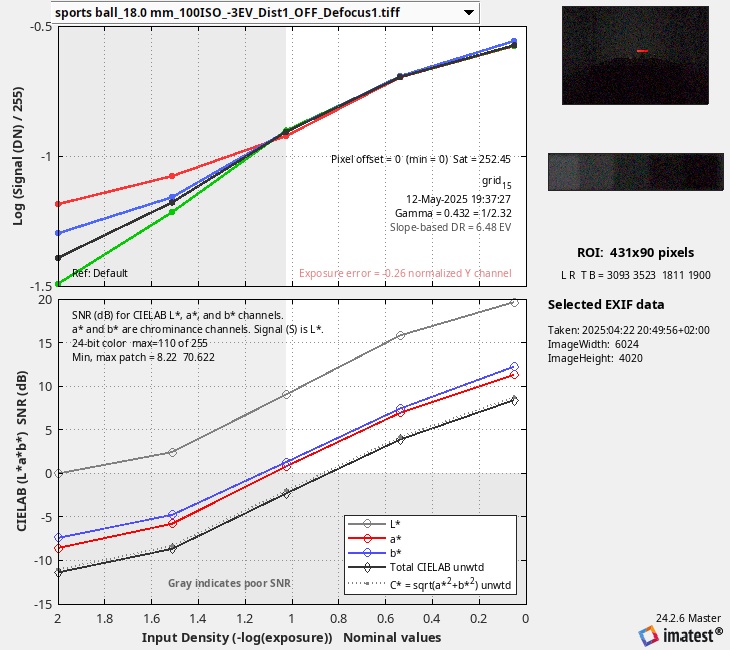 sports ball_18.0 mm_100ISO_-3EV_Dist1_OFF_Defocus1.tiff
-0.5
-1
-1.5
Log (Signal (DN) / 255)
Pixel offset = 0 (min = 0) Sat = 252.45
grid15
12-May-2025 19:37:27
Gamma = 0.432 = 1/2.32
Slope-based DR = 6.48 EV
Ref: Default
Exposure error = -0.26 normalized Y channel
ROI: 431x90 pixels
L R T B = 3093 3523 1811 1900
Selected EXIF data
Taken: 2025:04:22 20:49:56+02:00
ImageWidth: 6024
ImageHeight: 4020
20
15
10
5
0
-5
-10
-15
CIELAB (L*a*b*) SNR (dB)
SNR (dB) for CIELAB L*, a*, and b* channels.
a* and b* are chrominance channels. Signal (S) is L*.
24-bit color max=110 of 255
Min, max patch = 8.22 70.622
Gray indicates poor SNR
L*
a*
b*
Total CIELAB unwtd
C* = sqrt(a*2+b*2) unwtd
2 1.8 1.6 1.4 1.2 1 0.8 0.6 0.4 0.2 0
Input Density (-log(exposure)) Nominal values
24.2.6 Master
imatest®